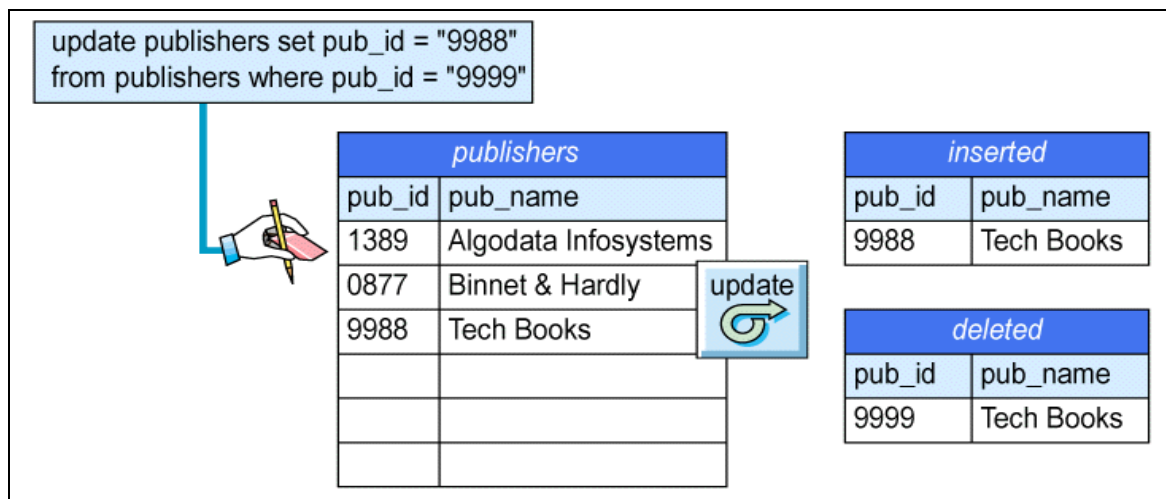 update publishers set pub_id = "9988"
from publishers where pub_id = "9999"
publishers
pub_id pub_name
1389 Algodata Infosystems
0877 Binnet & Hardly
9988 Tech Books
update
inserted
pub_id pub_name
9988 Tech Books
deleted
pub_id pub_name
9999 Tech Books